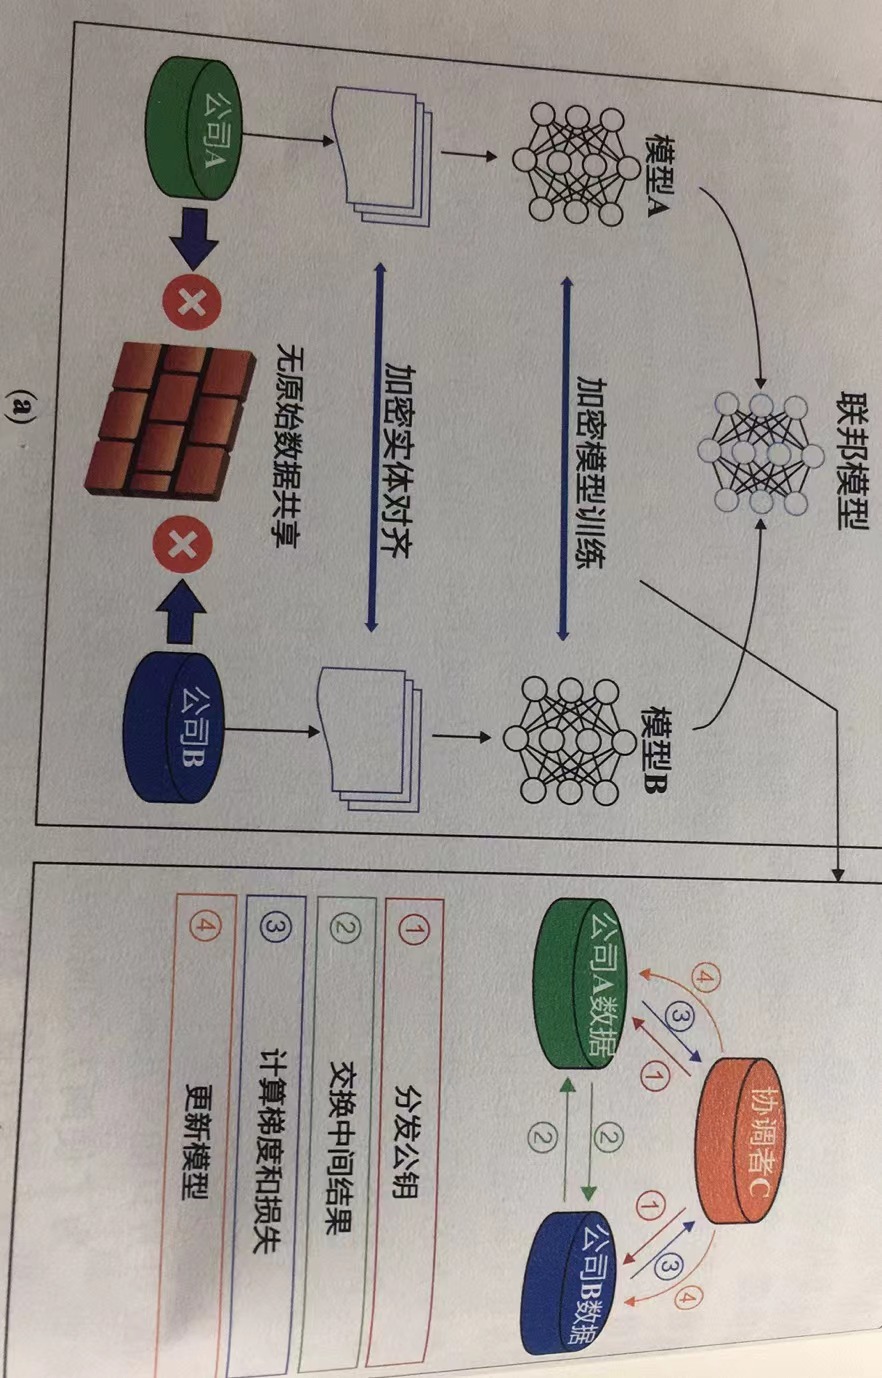 联邦模型
模型A
模型B
加密模型训练
加密实体对齐
无原始数据共享
公司A
公司B
(a)
协调者C
④
③
①
①
③
④
公司A数据
②
②
公司B数据
① 分发公钥
② 交换中间结果
③ 计算梯度和损失
④ 更新模型